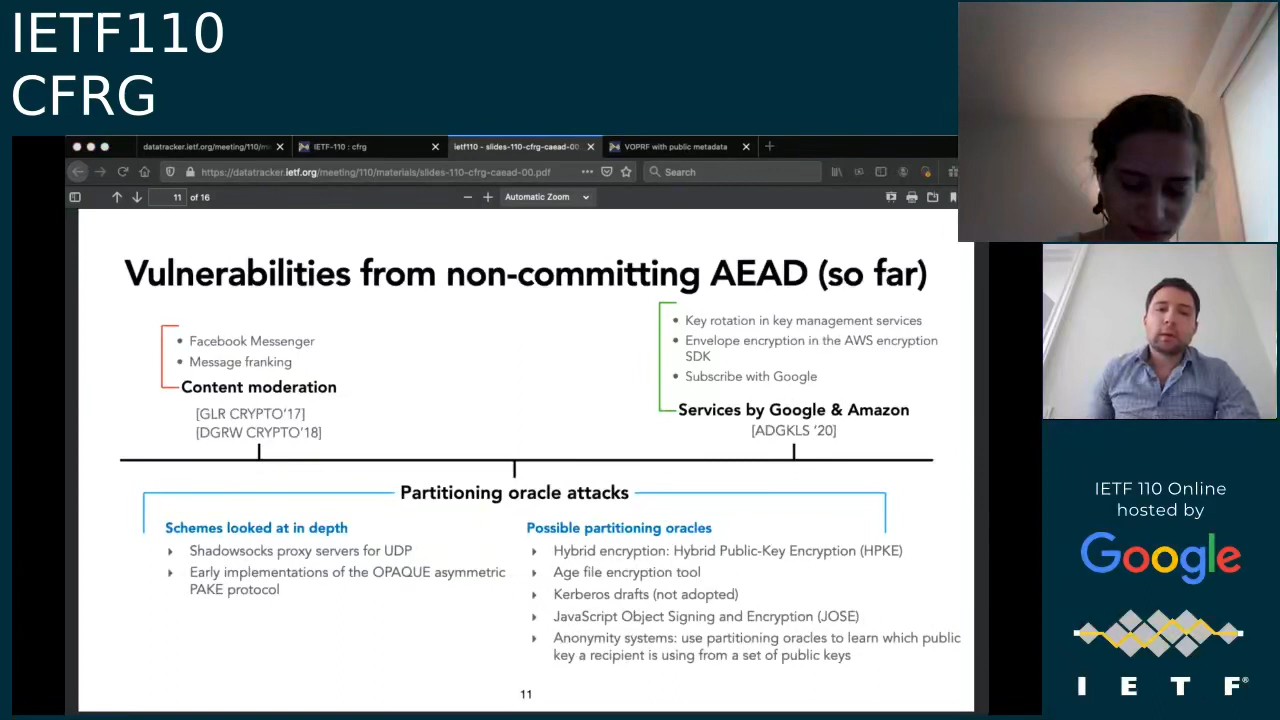 IETF110
CFRG
datatracker.ietf.org/meeting/110/m
IETF-110 : cfrg
ietf110 - slides-110-cfrg-caead-00
VOPRF with public metadata
https://datatracker.ietf.org/meeting/110/materials/slides-110-cfrg-caead-00.pdf
Search
11 of 16
Automatic Zoom
Vulnerabilities from non-committing AEAD (so far)
• Facebook Messenger
• Message franking
Content moderation
[GLR CRYPTO'17]
[DGRW CRYPTO'18]
• Key rotation in key management services
• Envelope encryption in the AWS encryption
SDK
• Subscribe with Google
Services by Google & Amazon
[ADGKLS '20]
Partitioning oracle attacks
Schemes looked at in depth
Shadowsocks proxy servers for UDP
Early implementations of the OPAQUE asymmetric
PAKE protocol
Possible partitioning oracles
Hybrid encryption: Hybrid Public-Key Encryption (HPKE)
Age file encryption tool
Kerberos drafts (not adopted)
JavaScript Object Signing and Encryption (JOSE)
Anonymity systems: use partitioning oracles to learn which public
key a recipient is using from a set of public keys
11
IETF 110 Online
hosted by
Google
I E T F®